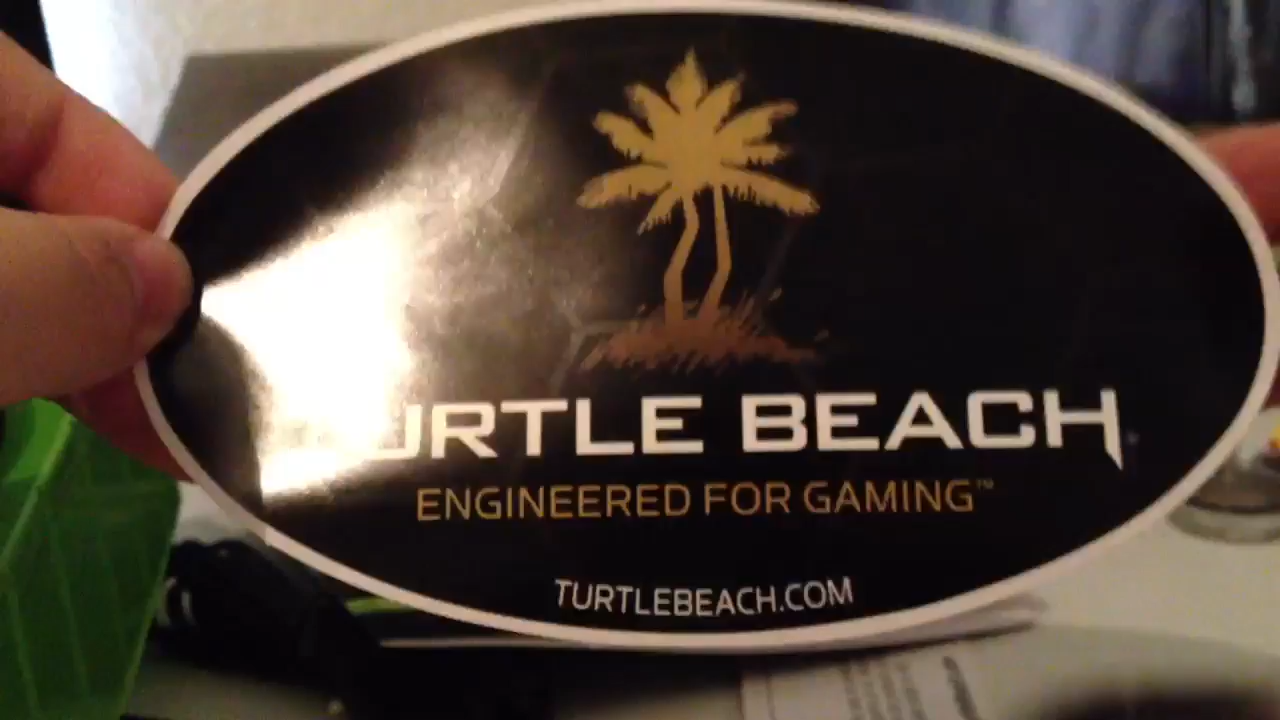 TURTLE BEACH
ENGINEERED FOR GAMING™
TURTLEBEACH.COM